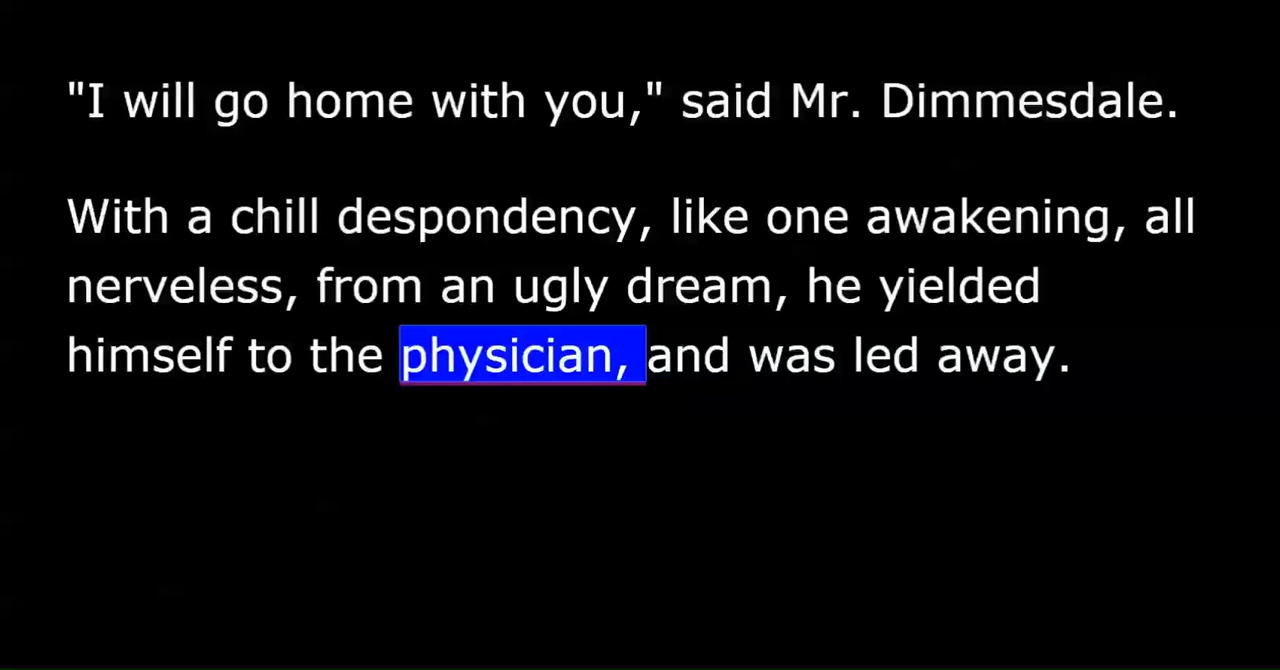 "I will go home with you," said Mr. Dimmesdale.
With a chill despondency, like one awakening, all
nerveless, from an ugly dream, he yielded
himself to the physician, and was led away.